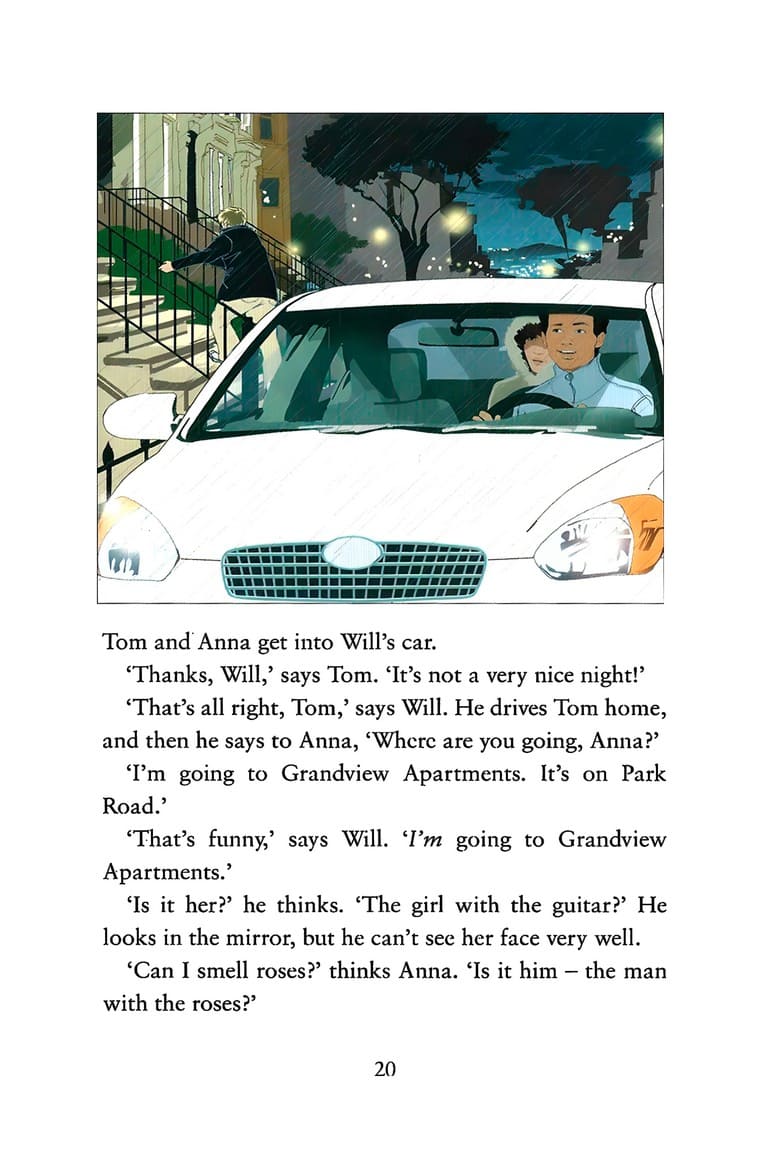 Tom and Anna get into Will’s car.
‘Thanks, Will,’ says Tom. ‘It’s not a very nice night!’
‘That’s all right, Tom,’ says Will. He drives Tom home,
and then he says to Anna, ‘Where are you going, Anna?’
‘I’m going to Grandview Apartments. It’s on Park
Road.’
‘That’s funny,’ says Will. ‘I’m going to Grandview
Apartments.’
‘Is it her?’ he thinks. ‘The girl with the guitar?’ He
looks in the mirror, but he can’t see her face very well.
‘Can I smell roses?’ thinks Anna. ‘Is it him – the man
with the roses?’
20